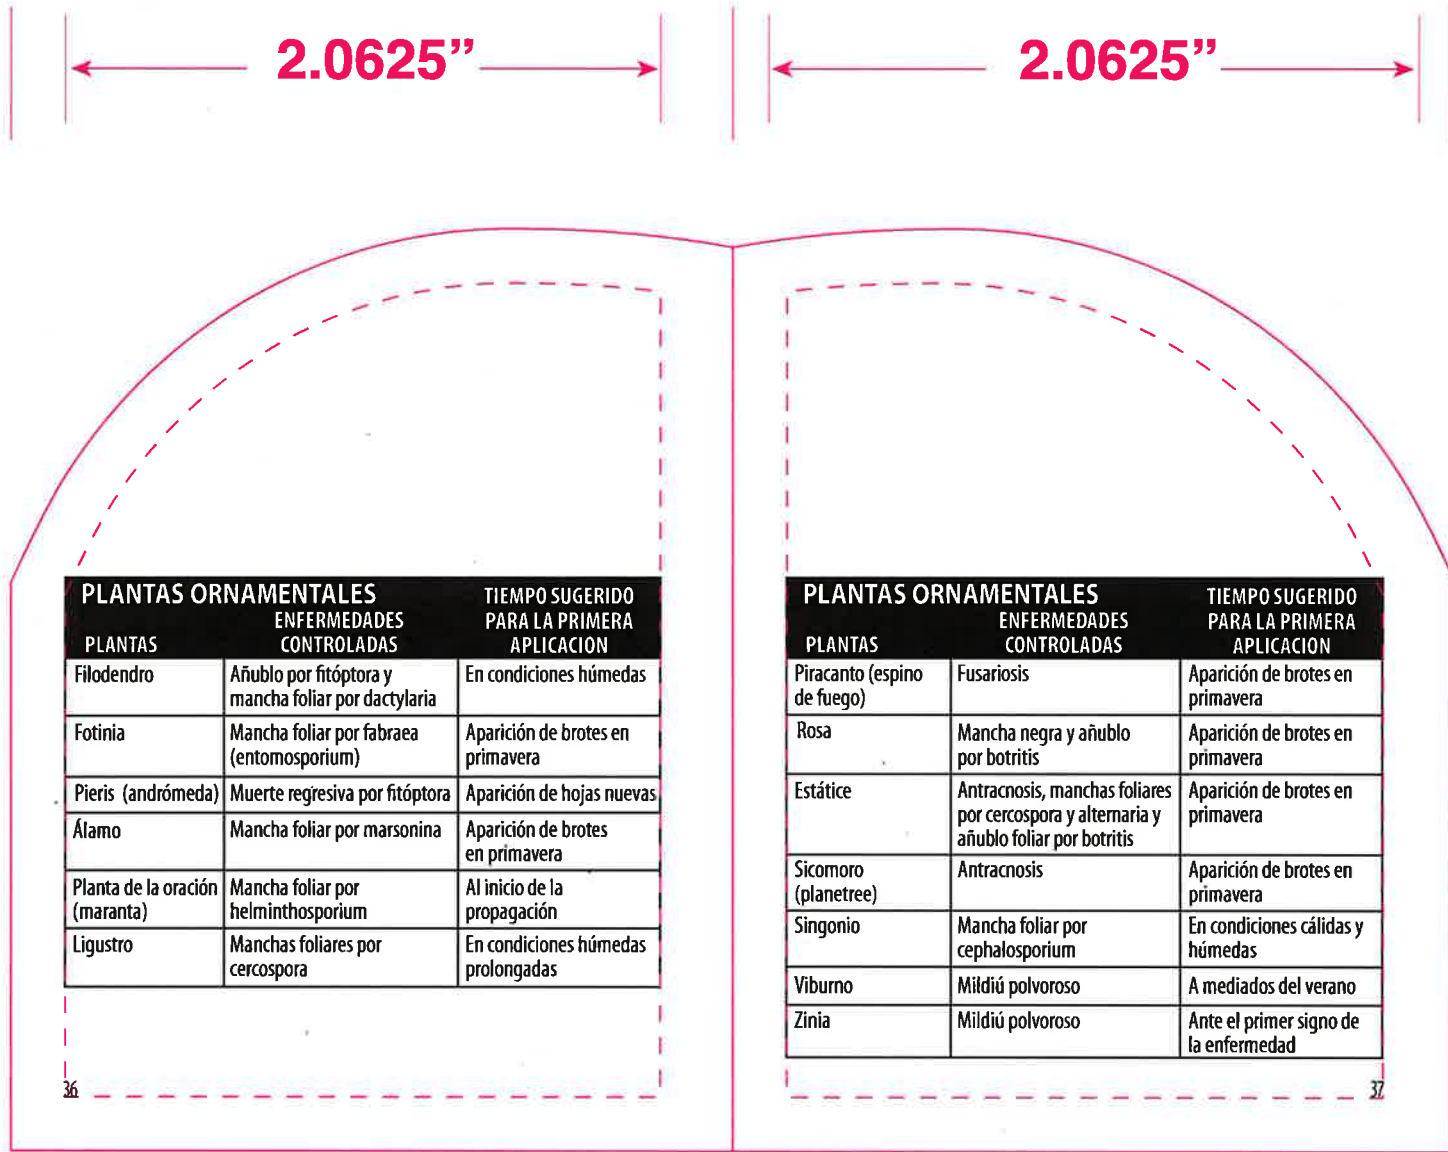 2.0625”
2.0625”
PLANTAS ORNAMENTALES
PLANTAS
ENFERMEDADES
CONTROLADAS
TIEMPO SUGERIDO
PARA LA PRIMERA
APLICACION
Filodendro
Añublo por fitóptora y
mancha foliar por dactylaria
En condiciones húmedas
Fotinia
Mancha foliar por fabraea
(entomosporium)
Aparición de brotes en
primavera
Pieris (andrómeda)
Muerte regresiva por fitóptora
Aparición de hojas nuevas
Álamo
Mancha foliar por marsonina
Aparición de brotes
en primavera
Planta de la oración
(maranta)
Mancha foliar por
helminthosporium
Al inicio de la
propagación
Ligustro
Manchas foliares por
cercospora
En condiciones húmedas
prolongadas
36
PLANTAS ORNAMENTALES
PLANTAS
ENFERMEDADES
CONTROLADAS
TIEMPO SUGERIDO
PARA LA PRIMERA
APLICACION
Piracanto (espino
de fuego)
Fusariosis
Aparición de brotes en
primavera
Rosa
Mancha negra y añublo
por botritis
Aparición de brotes en
primavera
Estátice
Antracnosis, manchas foliares
por cercospora y alternaria y
añublo foliar por botritis
Aparición de brotes en
primavera
Sicomoro
(planetree)
Antracnosis
Aparición de brotes en
primavera
Singonio
Mancha foliar por
cephalosporium
En condiciones cálidas y
húmedas
Viburno
Mildiú polvoroso
A mediados del verano
Zinia
Mildiú polvoroso
Ante el primer signo de
la enfermedad
37